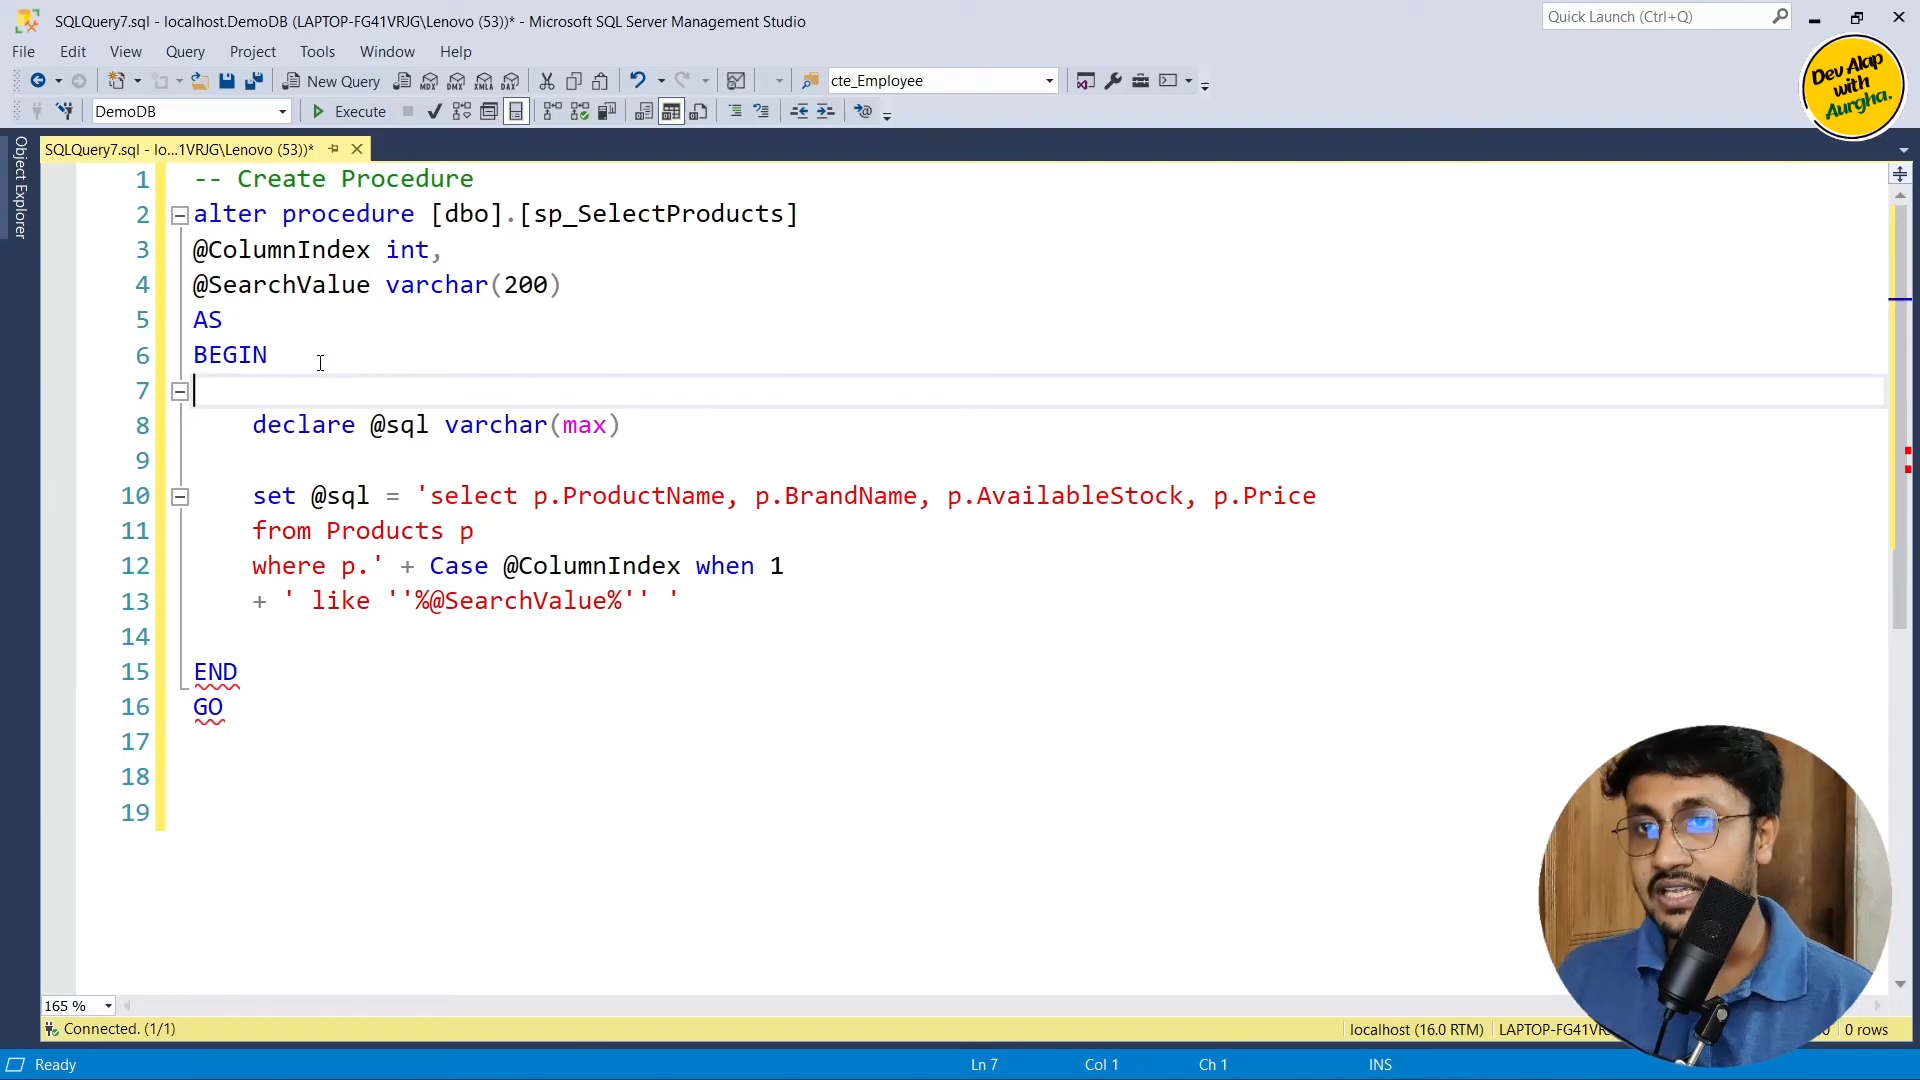 SQLQuery7.sql - localhost.DemoDB (LAPTOP-FG41VRJG\Lenovo (53))* - Microsoft SQL Server Management Studio
Quick Launch (Ctrl+Q)
File Edit View Query Project Tools Window Help
New Query
MDX DMX XMLA DAX
cte_Employee
DemoDB
Execute
Dev Alap
with
Aurgha.
Object Explorer
SQLQuery7.sql - lo...1VRJG\Lenovo (53))*
1 -- Create Procedure
2 alter procedure [dbo].[sp_SelectProducts]
3 @ColumnIndex int,
4 @SearchValue varchar(200)
5 AS
6 BEGIN
7
8 declare @sql varchar(max)
9
10 set @sql = 'select p.ProductName, p.BrandName, p.AvailableStock, p.Price
11 from Products p
12 where p.' + Case @ColumnIndex when 1
13 + ' like ''%@SearchValue%'' '
14
15 END
16 GO
17
18
19
165 %
Connected. (1/1)
localhost (16.0 RTM)
0 rows
Ready
Ln 7
Col 1
Ch 1
INS